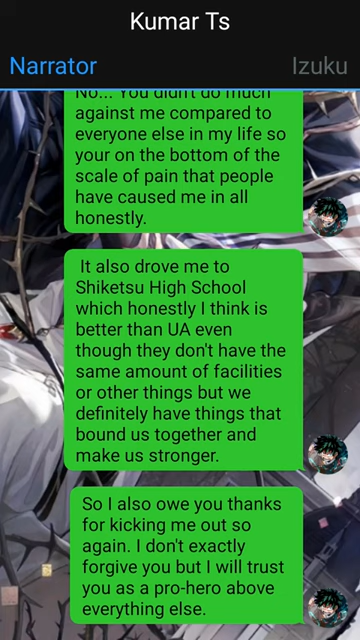 Kumar Ts
Narrator
Izuku
No... You didn't do much
against me compared to
everyone else in my life so
your on the bottom of the
scale of pain that people
have caused me in all
honestly.
It also drove me to
Shiketsu High School
which honestly I think is
better than UA even
though they don't have the
same amount of facilities
or other things but we
definitely have things that
bound us together and
make us stronger.
So I also owe you thanks
for kicking me out so
again. I don't exactly
forgive you but I will trust
you as a pro-hero above
everything else.